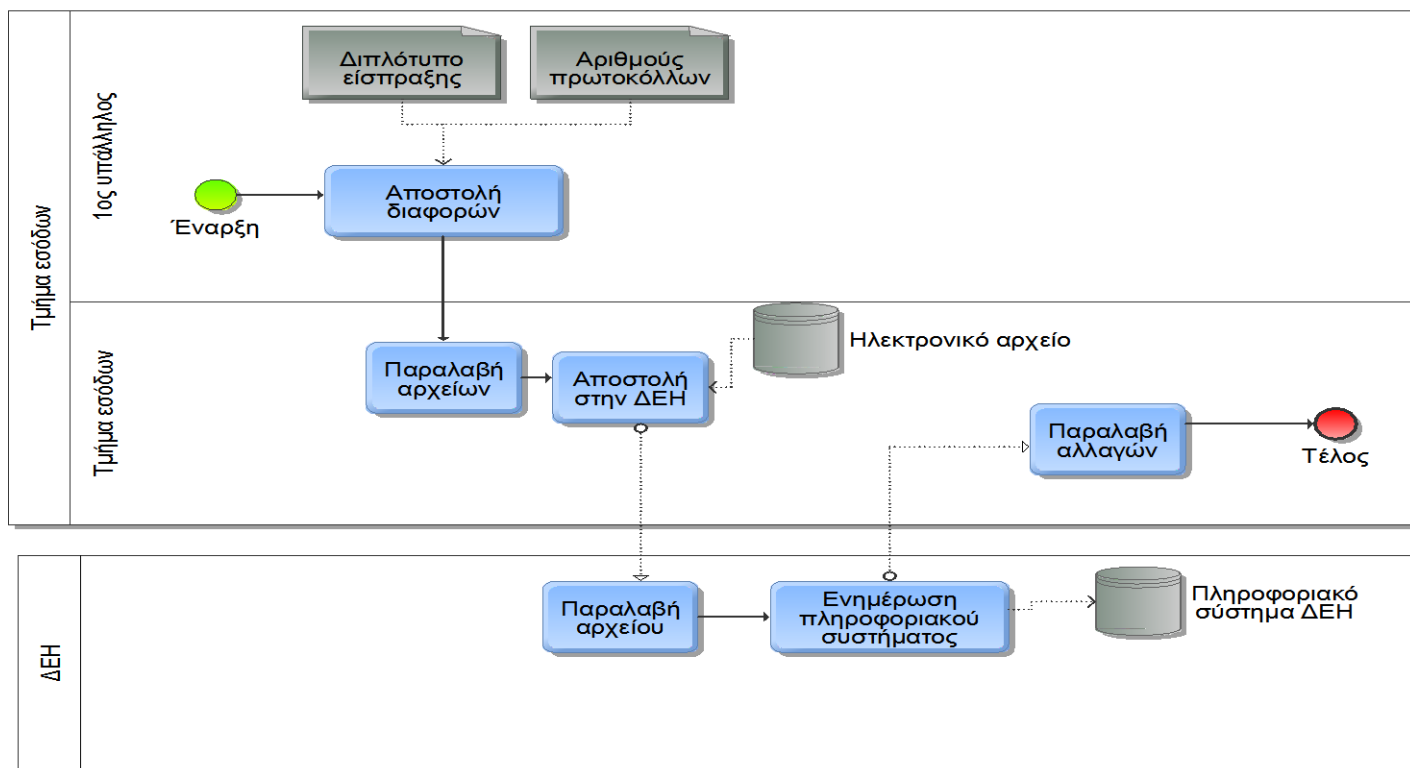 Τμήμα εσόδων
1ος υπάλληλος
Διπλότυπο
είσπραξης
Αριθμούς
πρωτοκόλλων
Έναρξη
Αποστολή
διαφορών
Τμήμα εσόδων
Παραλαβή
αρχείων
Αποστολή
στην ΔΕΗ
Ηλεκτρονικό αρχείο
Παραλαβή
αλλαγών
Τέλος
ΔΕΗ
Παραλαβή
αρχείου
Ενημέρωση
πληροφοριακού
συστήματος
Πληροφοριακό
σύστημα ΔΕΗ